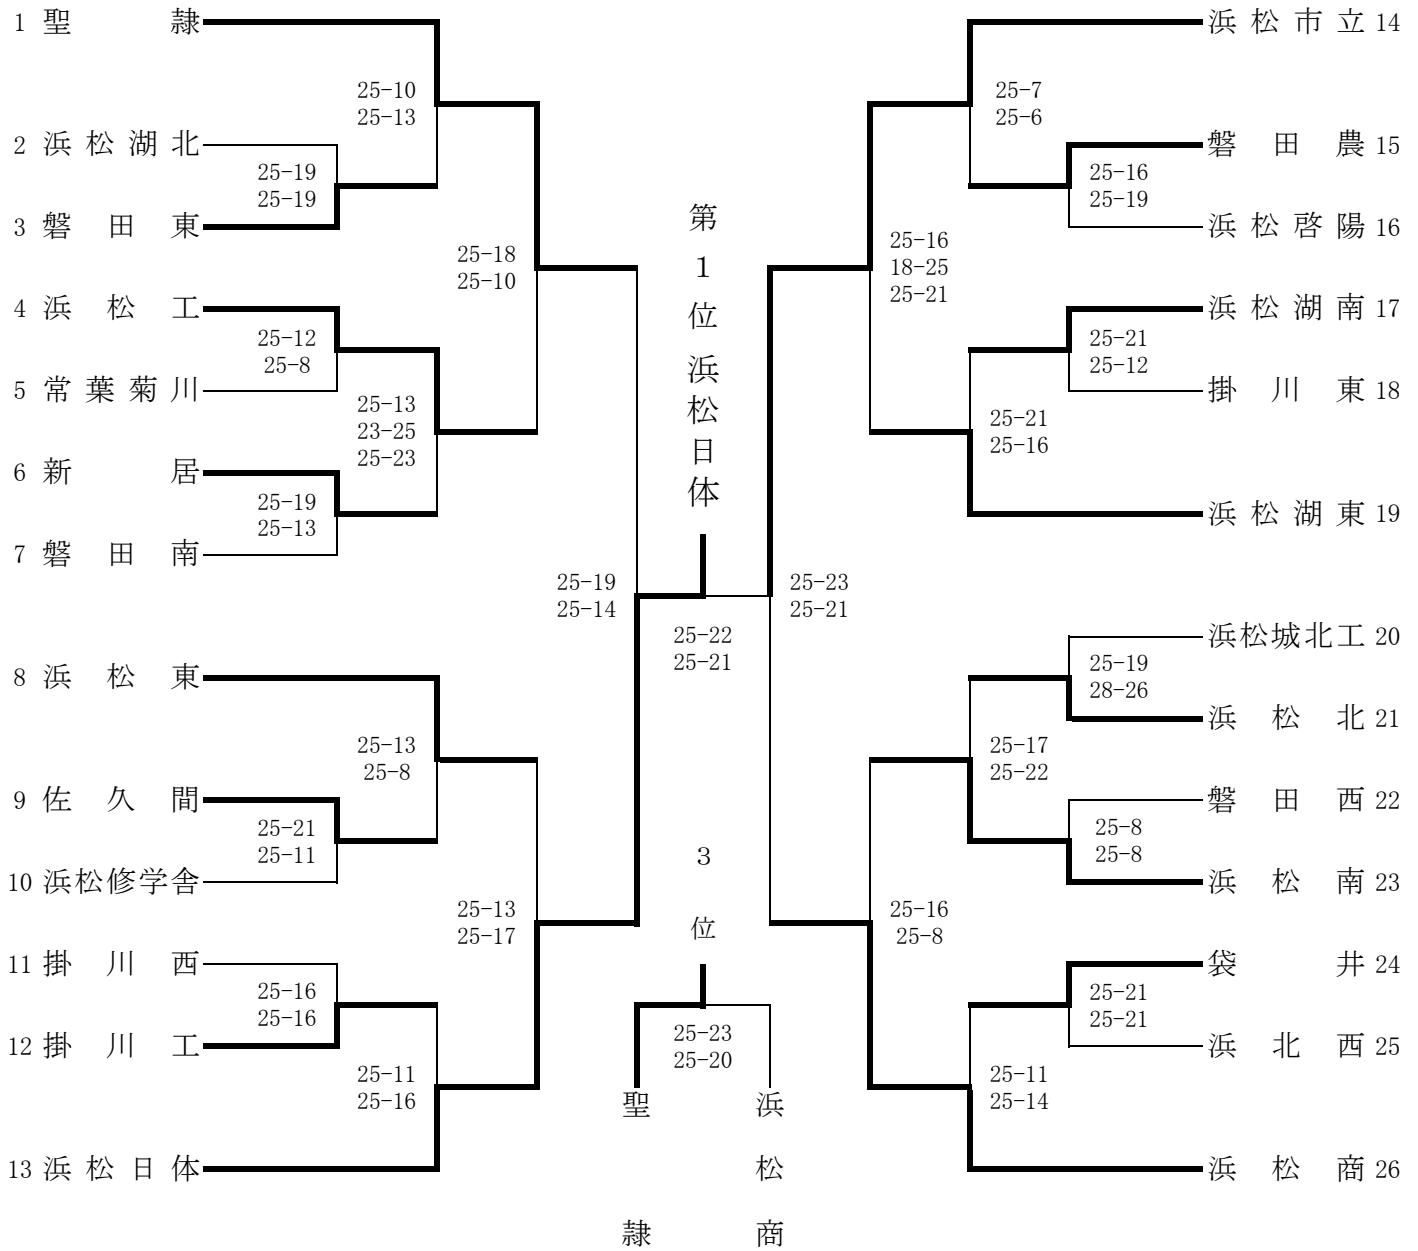 1 聖隷
2 浜松湖北
3 磐田東
4 浜松工
5 常葉菊川
6 新居
7 磐田南
8 浜松東
9 佐久間
10 浜松修学舎
11 掛川西
12 掛川工
13 浜松日体
25-10
25-13
25-19
25-19
25-12
25-8
25-13
23-25
25-23
25-19
25-13
25-18
25-10
25-13
25-8
25-21
25-11
25-16
25-16
25-11
25-16
25-13
25-17
25-19
25-14
第1位浜松日体
25-22
25-21
3位
25-23
25-20
聖隷
浜松商
25-23
25-21
25-16
18-25
25-21
25-7
25-6
25-16
25-19
25-21
25-12
25-21
25-16
25-19
28-26
25-17
25-22
25-8
25-8
25-16
25-8
25-21
25-21
25-11
25-14
浜松市立 14
磐田農 15
浜松啓陽 16
浜松湖南 17
掛川東 18
浜松湖東 19
浜松城北工 20
浜松北 21
磐田西 22
浜松南 23
袋井 24
浜北西 25
浜松商 26